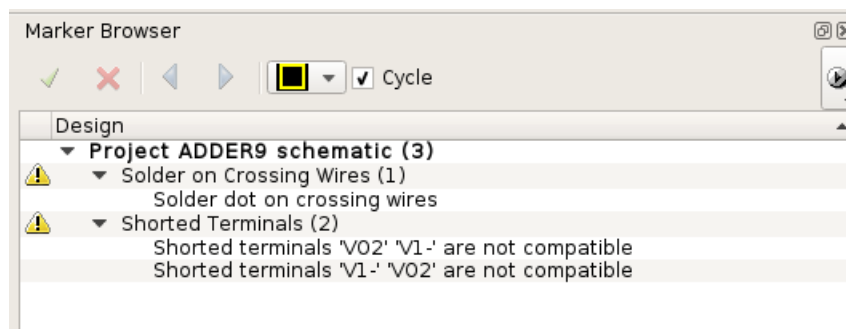 Marker Browser
Cycle
Design
Project ADDER9 schematic (3)
Solder on Crossing Wires (1)
Solder dot on crossing wires
Shorted Terminals (2)
Shorted terminals 'VO2' 'V1-' are not compatible
Shorted terminals 'V1-' 'VO2' are not compatible